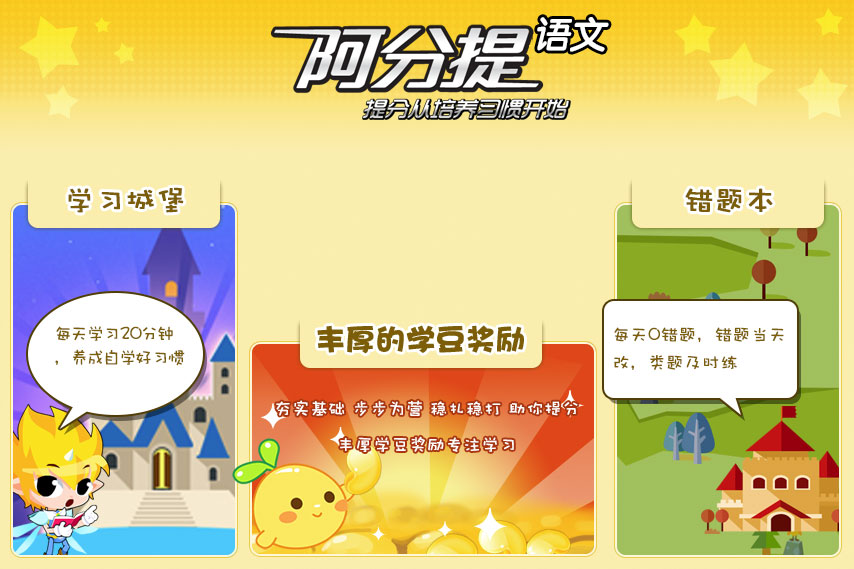 阿分提 语文
提分从培养习惯开始
学习城堡
每天学习20分钟
，养成自学好习惯
丰厚的学豆奖励
夯实基础 步步为营 稳扎稳打 助你提分
丰厚学豆奖励专注学习
错题本
每天0错题，错题当天
改，类题及时练